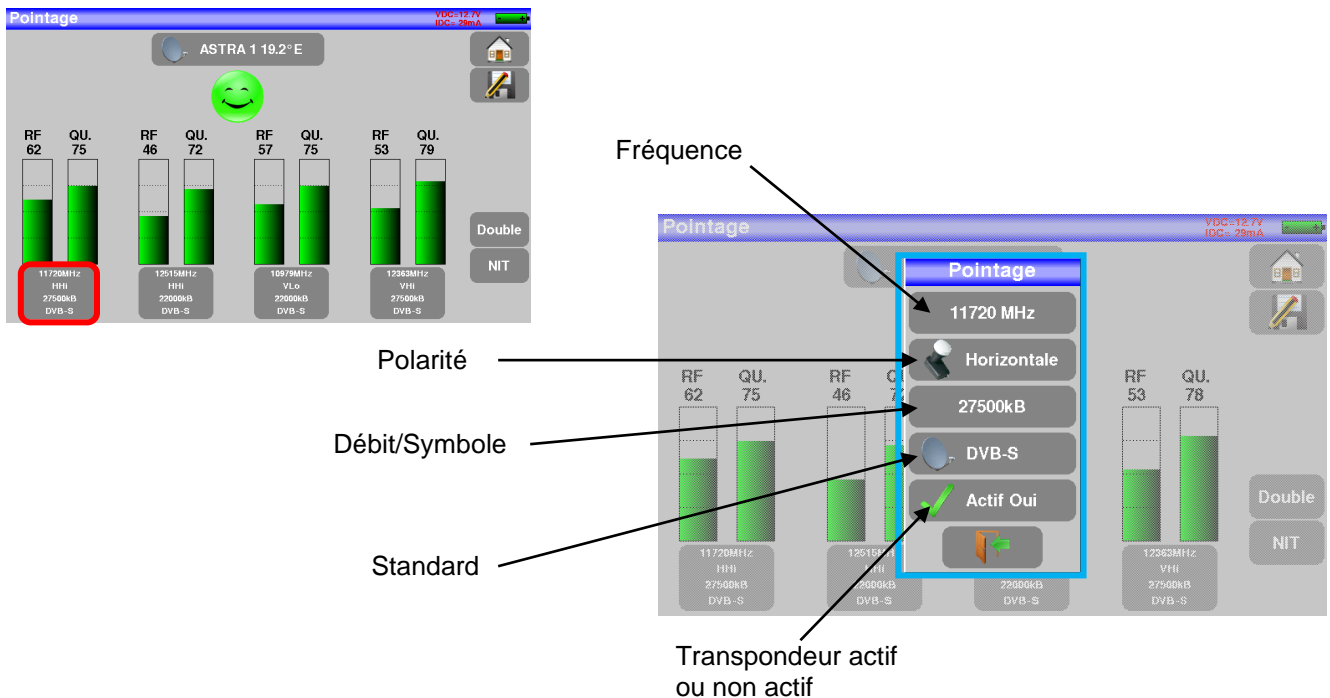 Pointage
VDC=12.7V
IDC= 29mA
ASTRA 1 19.2°E
RF QU. RF QU. RF QU. RF QU.
62 75 46 72 57 75 53 79
Double
NIT
11720MHz
HHi
27500kB
DVB-S
12515MHz
HHi
22000kB
DVB-S
10979MHz
VLo
22000kB
DVB-S
12363MHz
VHi
27500kB
DVB-S
Fréquence
Polarité
Débit/Symbole
Standard
Transpondeur actif
ou non actif
Pointage
VDC=12.7V
IDC= 29mA
Pointage
11720 MHz
Horizontale
27500kB
DVB-S
Actif Oui
RF QU. RF RF QU.
62 75 46 53 78
Double
NIT
11720MHz
HHi
27500kB
DVB-S
HHi
22000kB
DVB-S
22000kB
DVB-S
12363MHz
VHi
27500kB
DVB-S